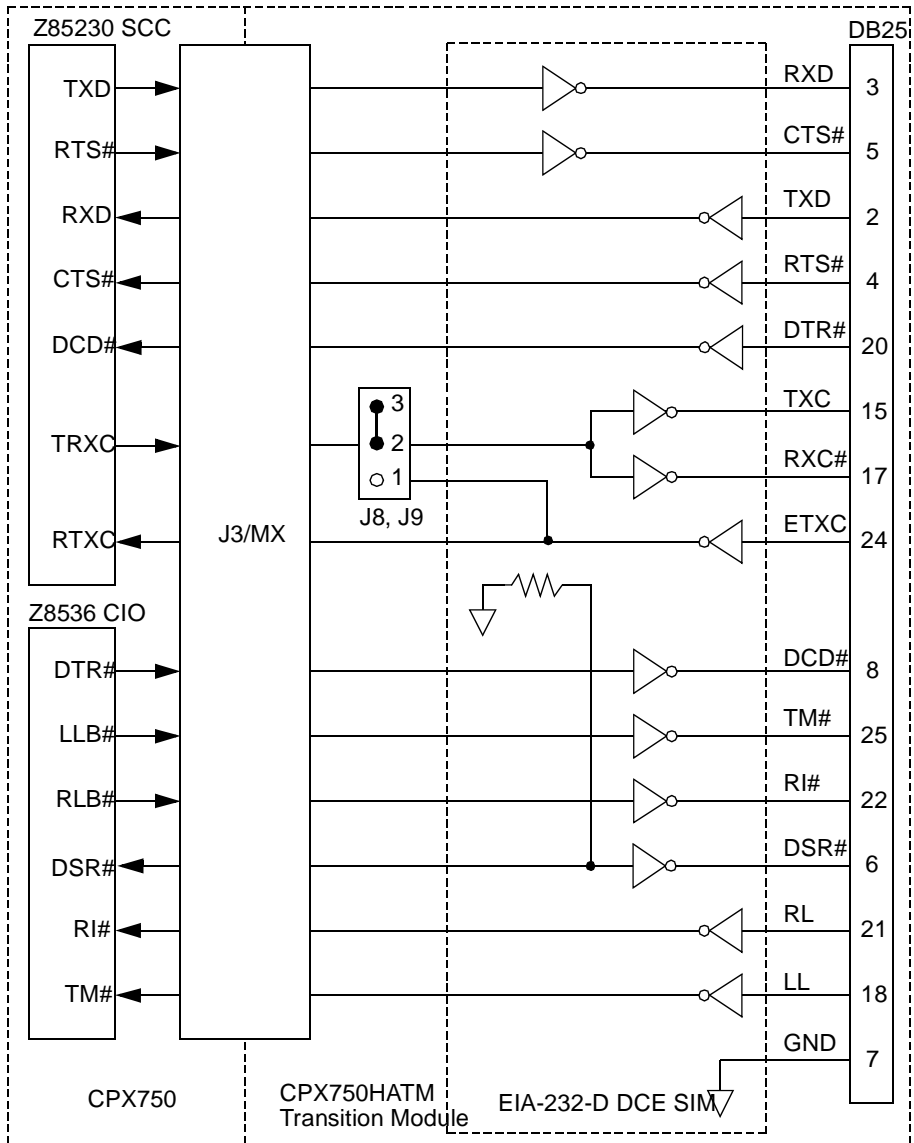 Z85230 SCC
DB25
TXD
RXD
3
RTS#
CTS#
5
RXD
TXD
2
CTS#
RTS#
4
DCD#
DTR#
20
3
TXC
15
TRXC
2
RXC#
17
1
J8, J9
RTXC
J3/MX
ETXC
24
Z8536 CIO
DTR#
DCD#
8
LLB#
TM#
25
RLB#
RI#
22
DSR#
DSR#
6
RI#
RL
21
TM#
LL
18
GND
7
CPX750
CPX750HATM
Transition Module
EIA-232-D DCE SIM